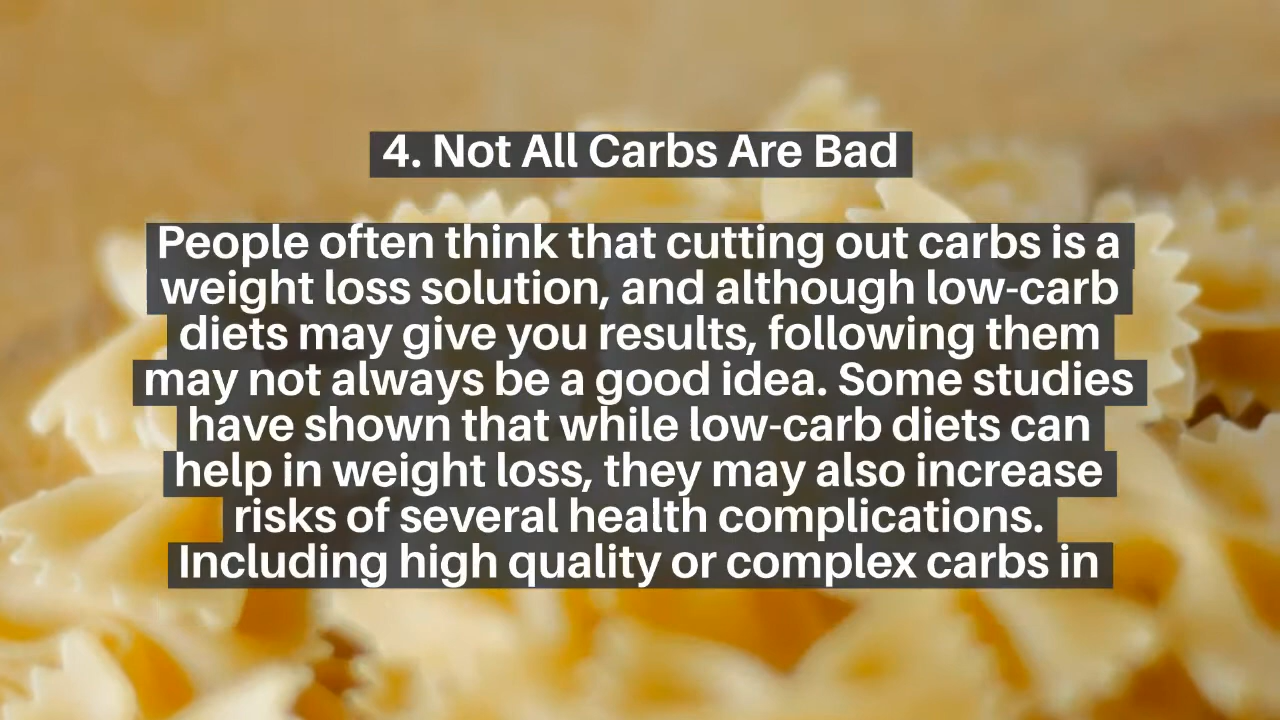 4. Not All Carbs Are Bad
People often think that cutting out carbs is a
weight loss solution, and although low-carb
diets may give you results, following them
may not always be a good idea. Some studies
have shown that while low-carb diets can
help in weight loss, they may also increase
risks of several health complications.
Including high quality or complex carbs in